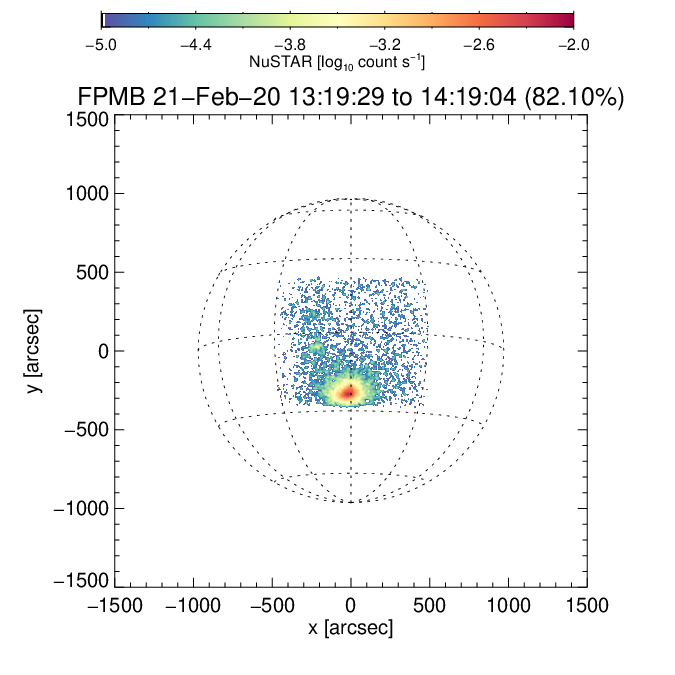 −5.0 −4.4 −3.8 −3.2 −2.6 −2.0
NuSTAR [log₁₀ count s⁻¹]
FPMB 21−Feb−20 13:19:29 to 14:19:04 (82.10%)
1500
1000
500
0
−500
−1000
−1500
y [arcsec]
−1500 −1000 −500 0 500 1000 1500
x [arcsec]